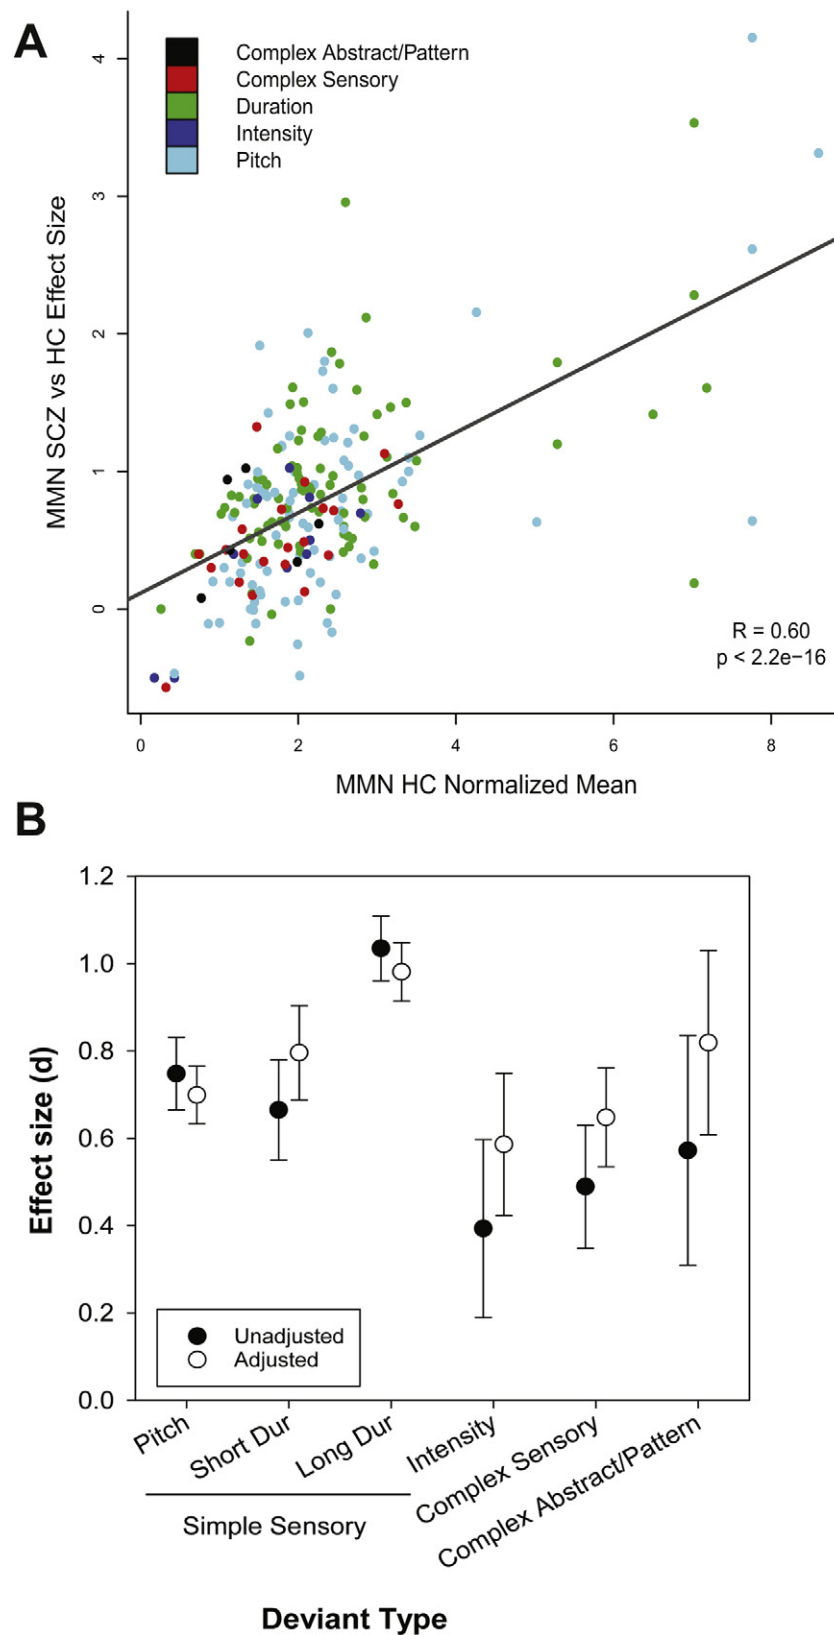 A
Complex Abstract/Pattern
Complex Sensory
Duration
Intensity
Pitch
MMN SCZ vs HC Effect Size
4
3
2
1
0
R = 0.60
p < 2.2e−16
0 2 4 6 8
MMN HC Normalized Mean
B
Effect size (d)
1.2
1.0
0.8
0.6
0.4
0.2
0.0
Unadjusted
Adjusted
Pitch
Short Dur
Long Dur
Intensity
Complex Sensory
Complex Abstract/Pattern
Simple Sensory
Deviant Type